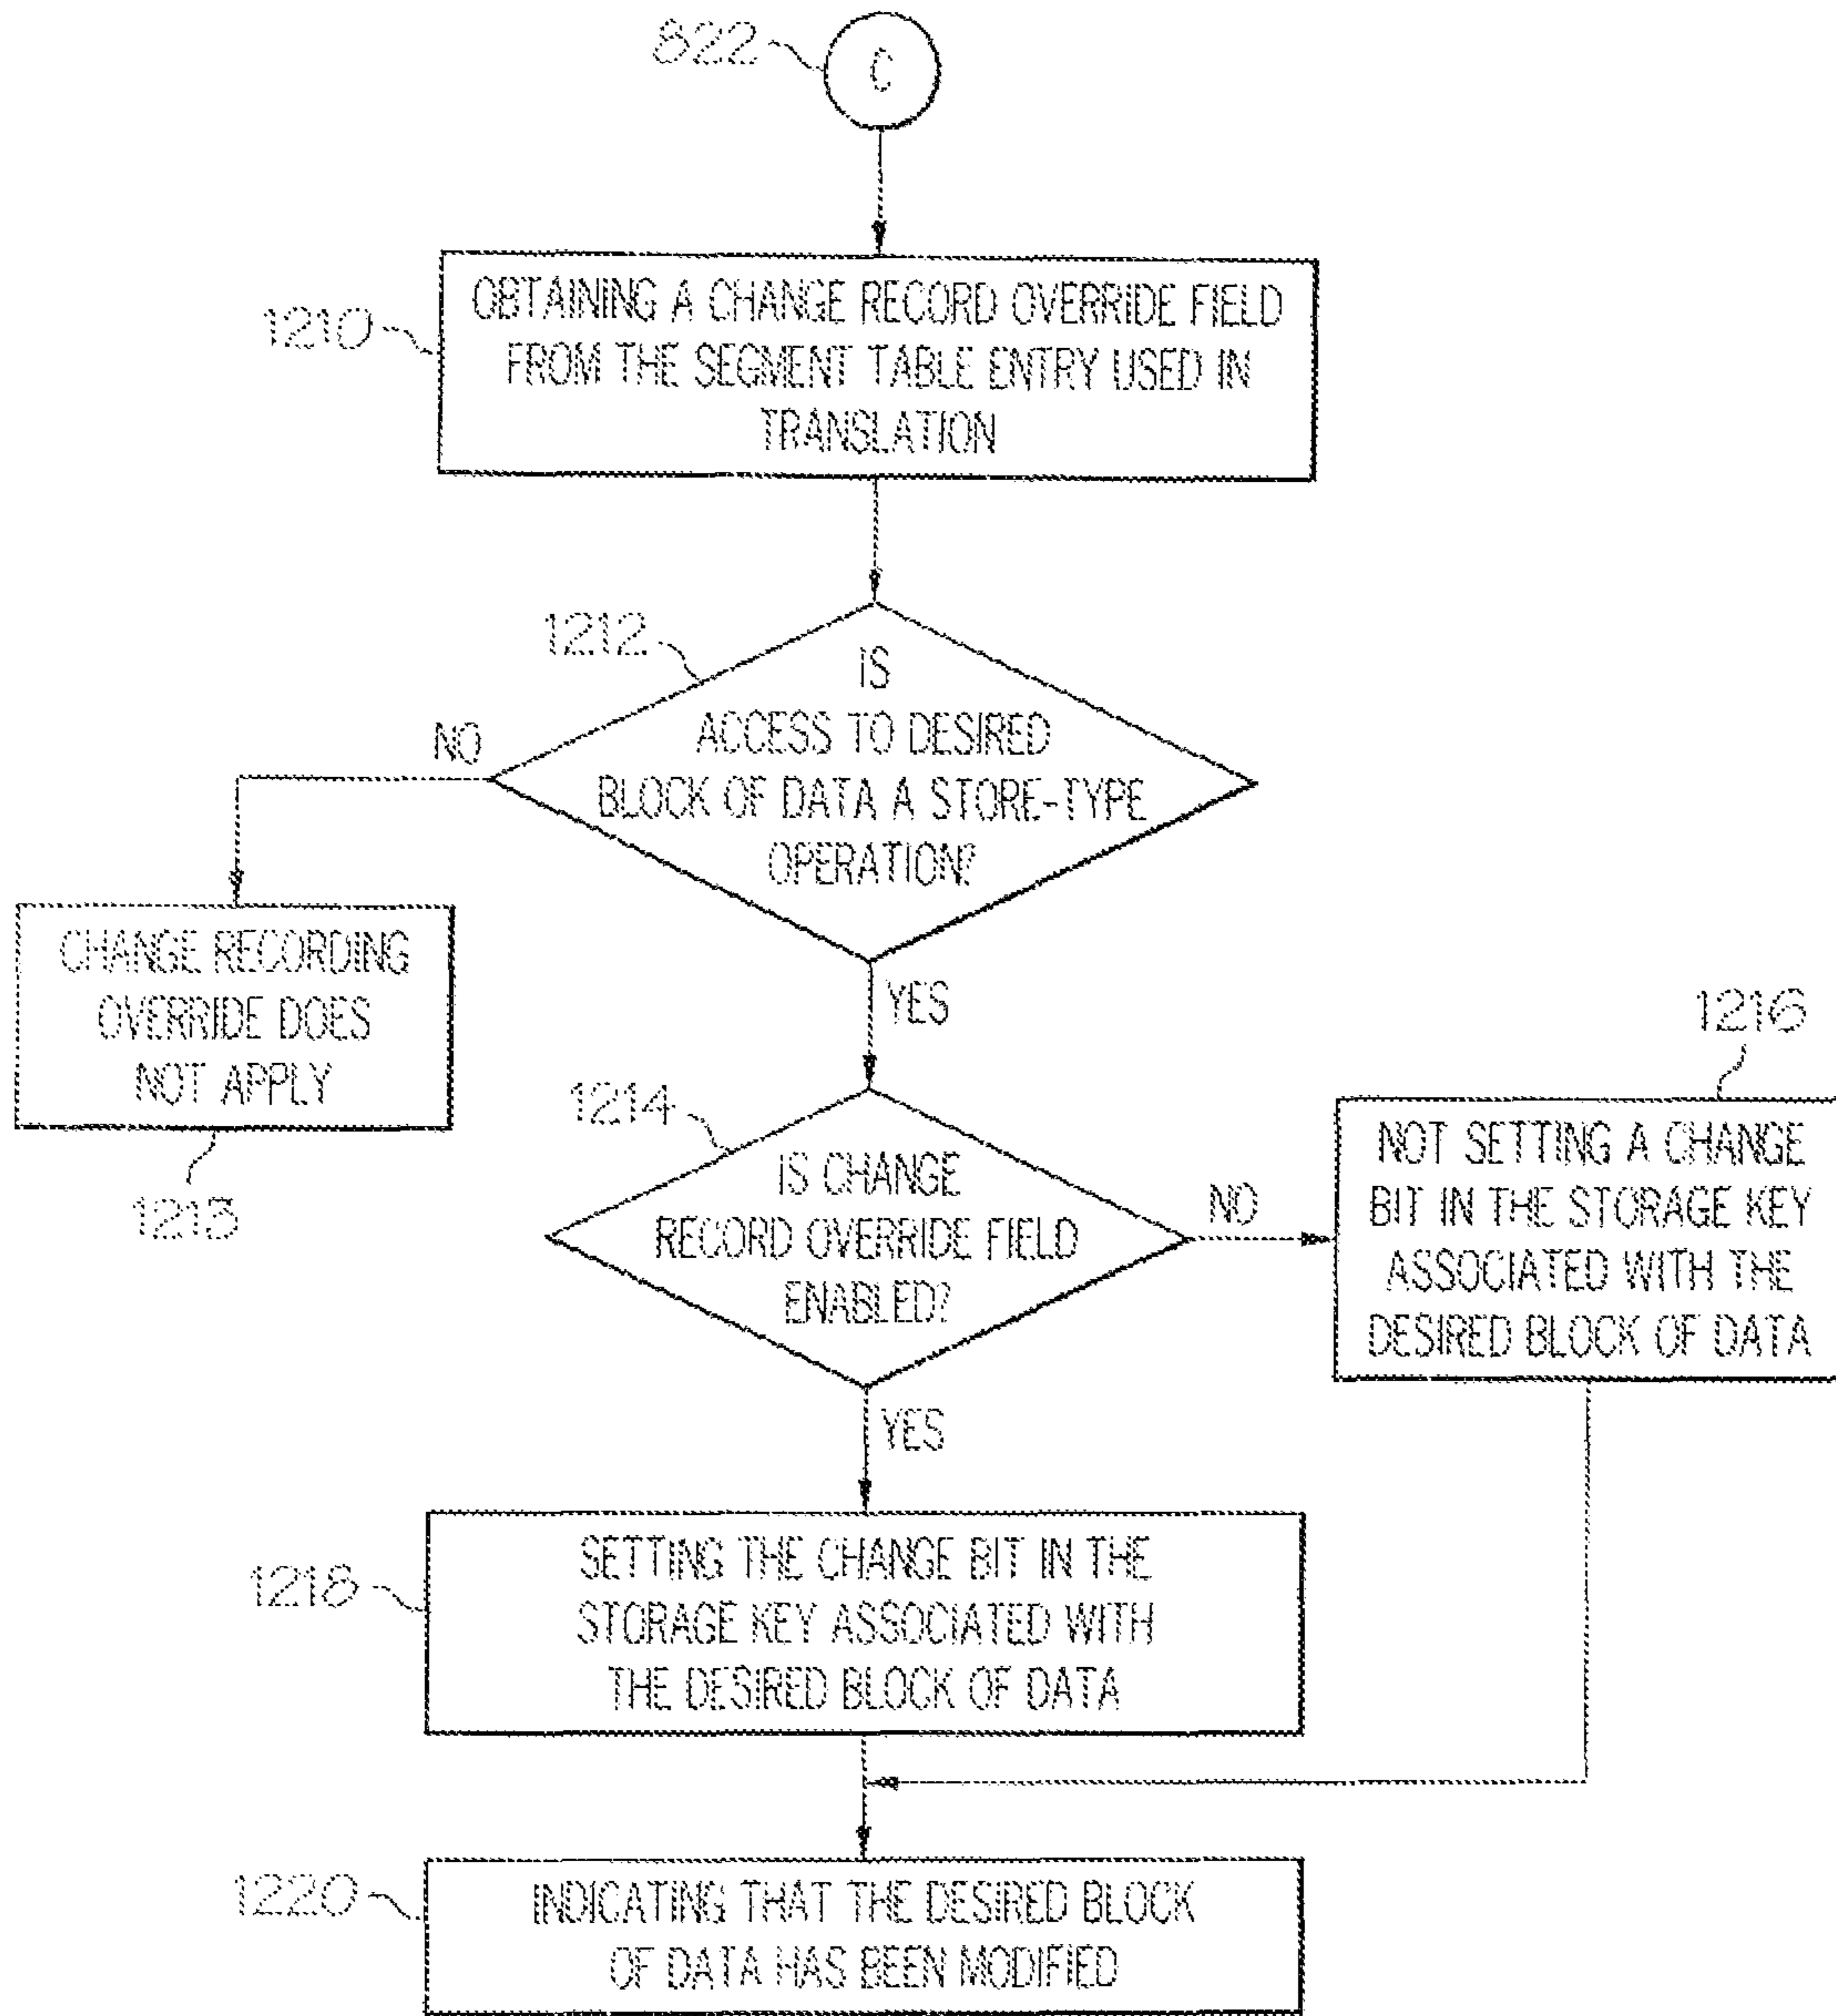 822
C
1210
OBTAINING A CHANGE RECORD OVERRIDE FIELD
FROM THE SEGMENT TABLE ENTRY USED IN
TRANSLATION
1212
IS
ACCESS TO DESIRED
BLOCK OF DATA A STORE-TYPE
OPERATION?
NO
CHANGE RECORDING
OVERRIDE DOES
NOT APPLY
1213
YES
1214
IS CHANGE
RECORD OVERRIDE FIELD
ENABLED?
NO
1216
NOT SETTING A CHANGE
BIT IN THE STORAGE KEY
ASSOCIATED WITH THE
DESIRED BLOCK OF DATA
YES
1218
SETTING THE CHANGE BIT IN THE
STORAGE KEY ASSOCIATED WITH
THE DESIRED BLOCK OF DATA
1220
INDICATING THAT THE DESIRED BLOCK
OF DATA HAS BEEN MODIFIED